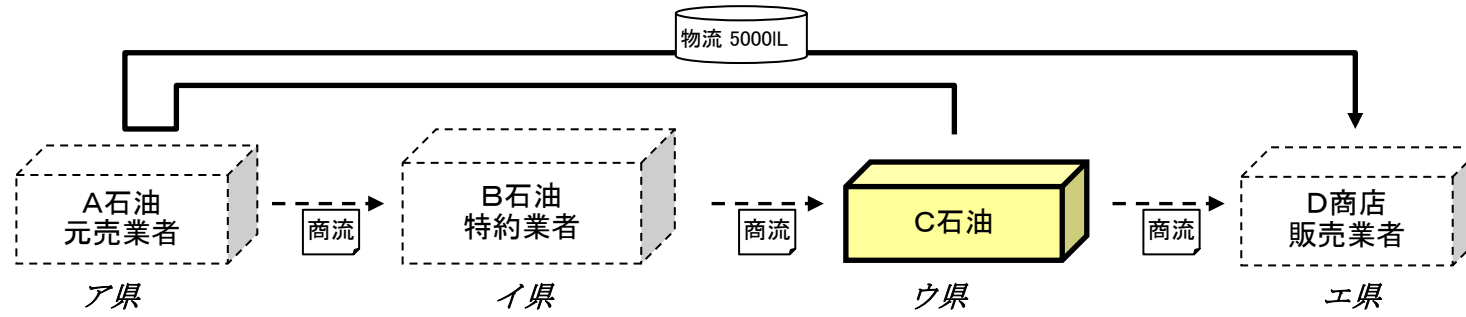 物流 5000lL
A石油
元売業者
商流
B石油
特約業者
商流
C石油
商流
D商店
販売業者
ア県
イ県
ウ県
エ県